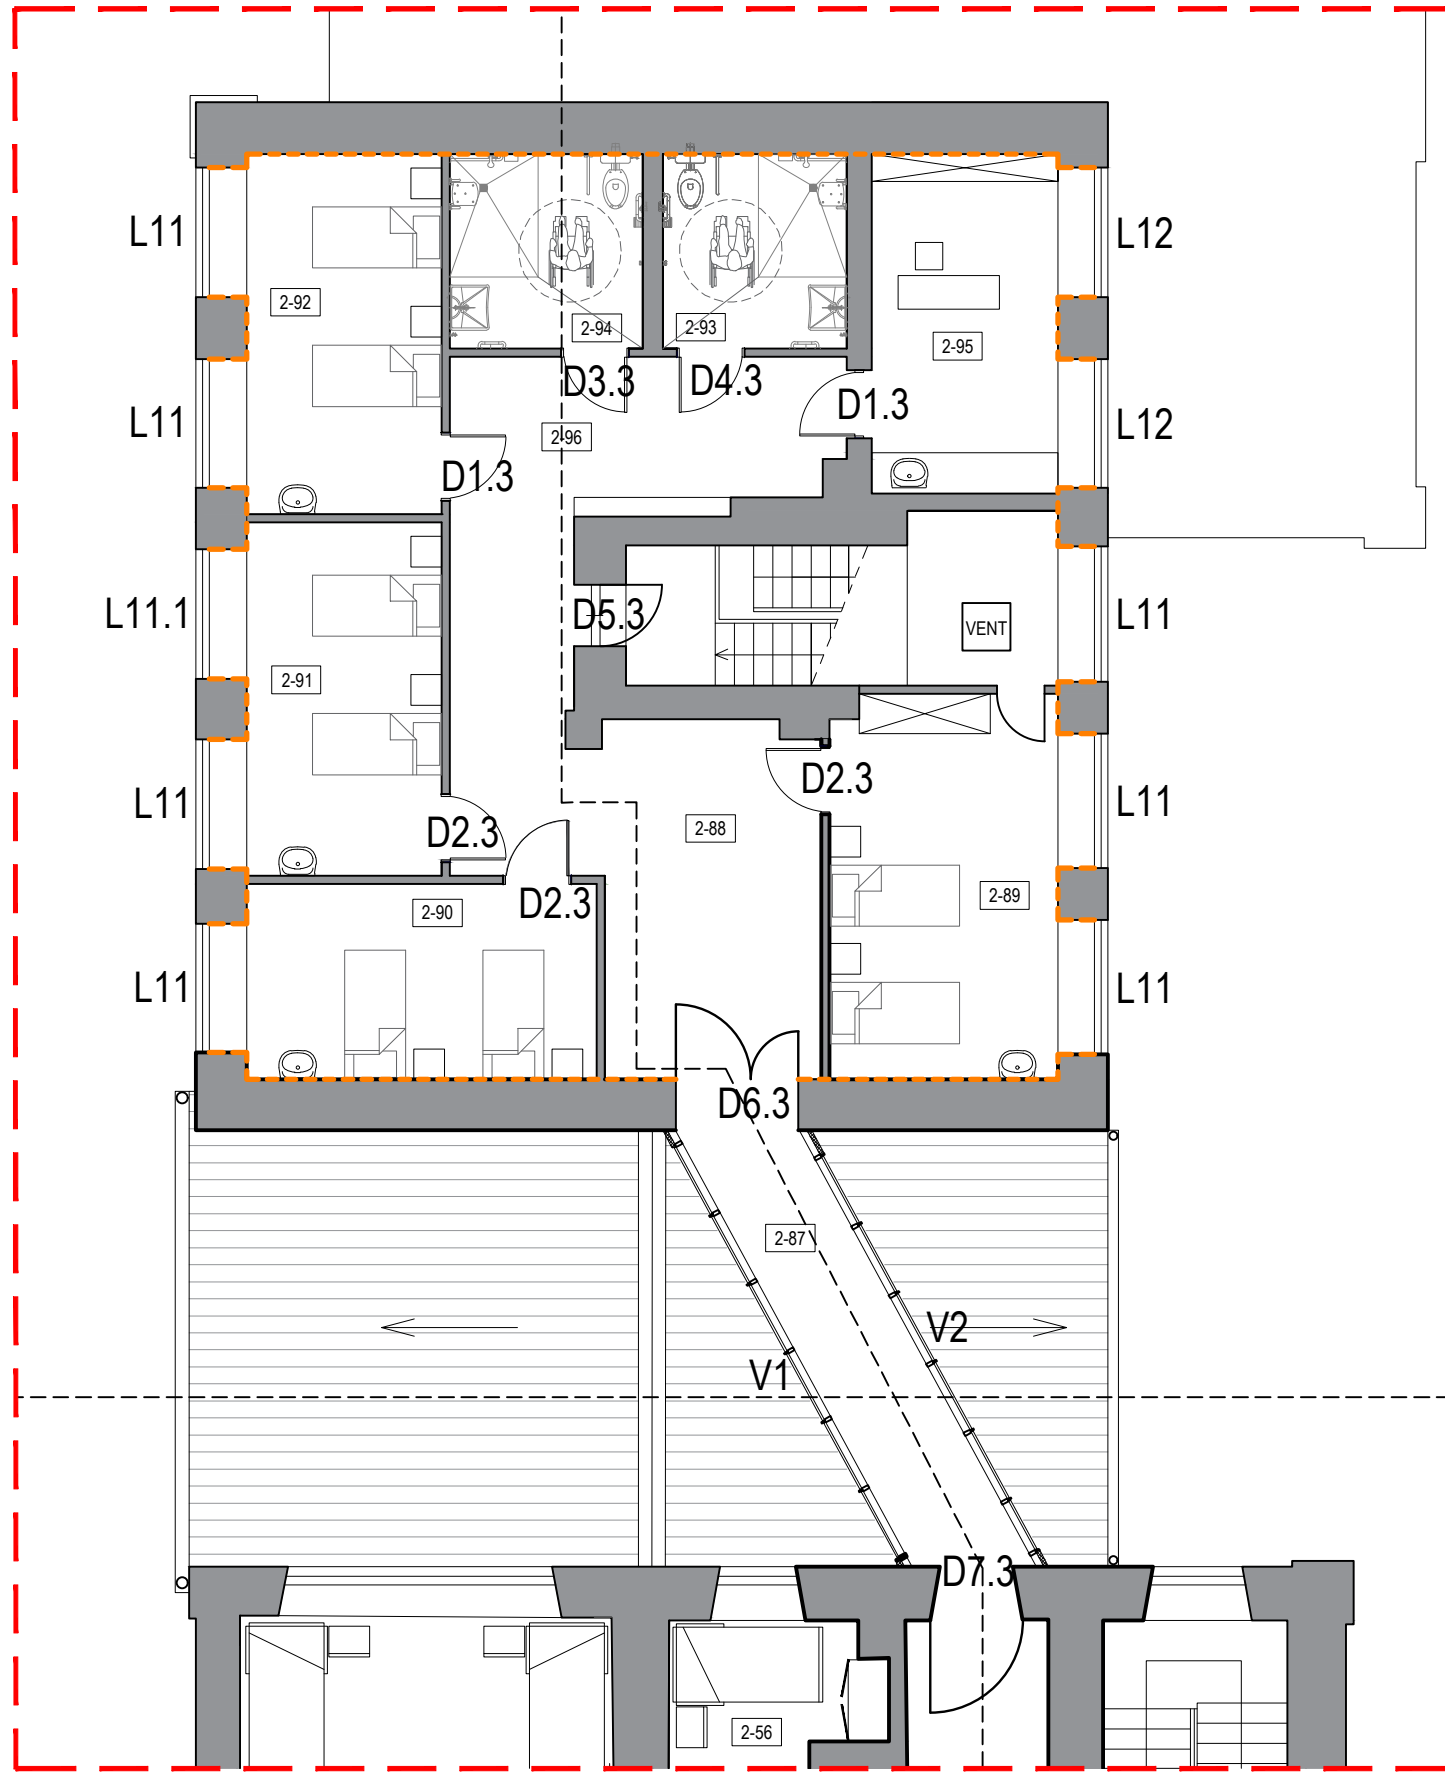 L11
L12
2-92
2-94
2-93
2-95
D3.3
D4.3
D1.3
L11
L12
2-96
D1.3
L11.1
D5.3
VENT
L11
2-91
D2.3
L11
L11
D2.3
2-88
2-89
D2.3
2-90
L11
L11
D6.3
2-87
V2
V1
D7.3
2-56